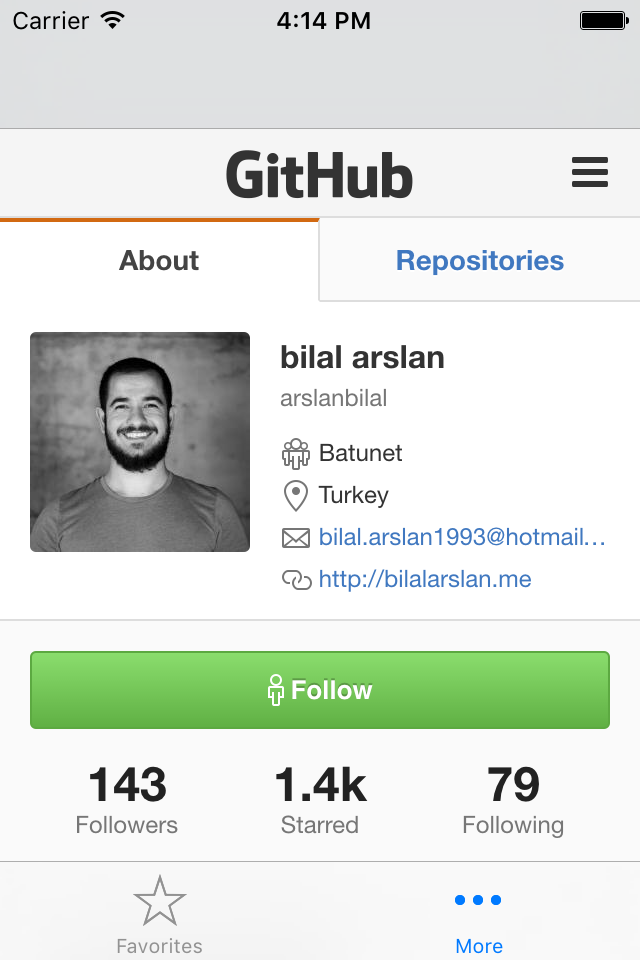 Carrier 4:14 PM
GitHub
About Repositories
bilal arslan
arslanbilal
Batunet
Turkey
bilal.arslan1993@hotmail...
http://bilalarslan.me
Follow
143 1.4k 79
Followers Starred Following
Favorites More